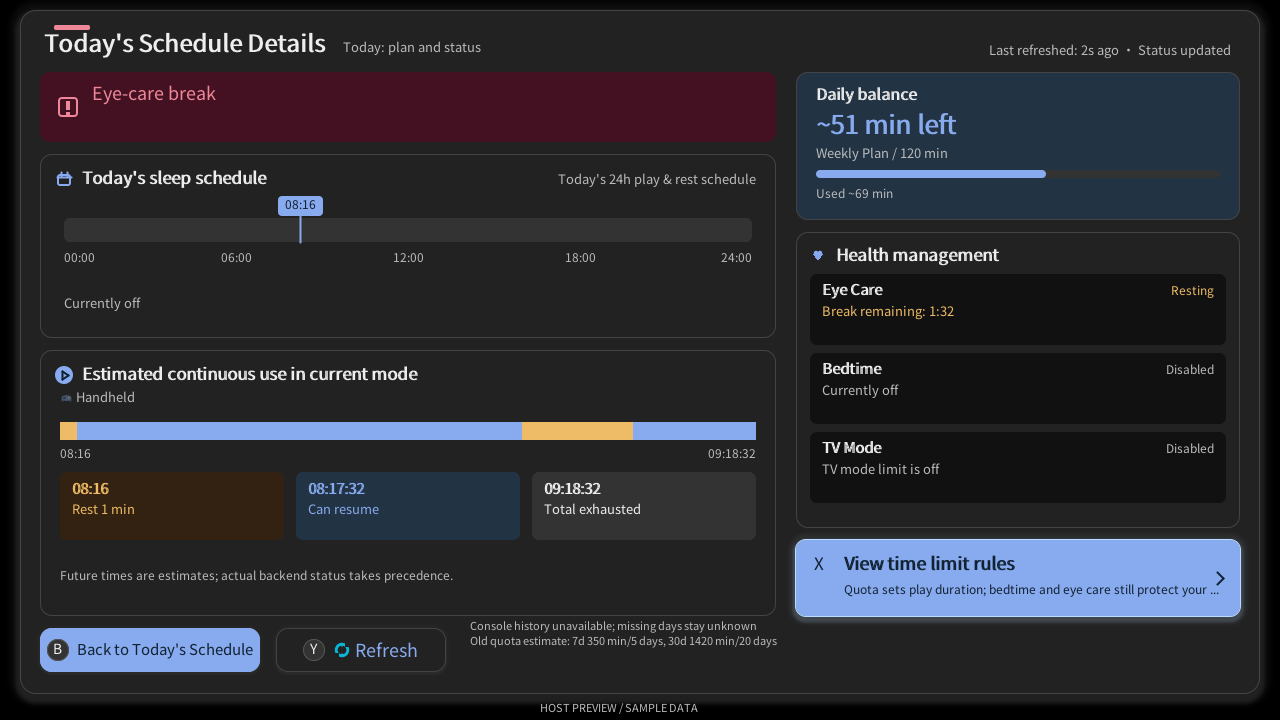 Today's Schedule Details
Today: plan and status
Last refreshed: 2s ago • Status updated
Eye-care break
Today's sleep schedule
Today's 24h play & rest schedule
08:16
00:00
06:00
12:00
18:00
24:00
Currently off
Estimated continuous use in current mode
Handheld
08:16
09:18:32
08:16
Rest 1 min
08:17:32
Can resume
09:18:32
Total exhausted
Future times are estimates; actual backend status takes precedence.
Daily balance
~51 min left
Weekly Plan / 120 min
Used ~69 min
Health management
Eye Care
Resting
Break remaining: 1:32
Bedtime
Disabled
Currently off
TV Mode
Disabled
TV mode limit is off
X
View time limit rules
Quota sets play duration; bedtime and eye care still protect your ...
B Back to Today's Schedule
Y Refresh
Console history unavailable; missing days stay unknown
Old quota estimate: 7d 350 min/5 days, 30d 1420 min/20 days
HOST PREVIEW / SAMPLE DATA